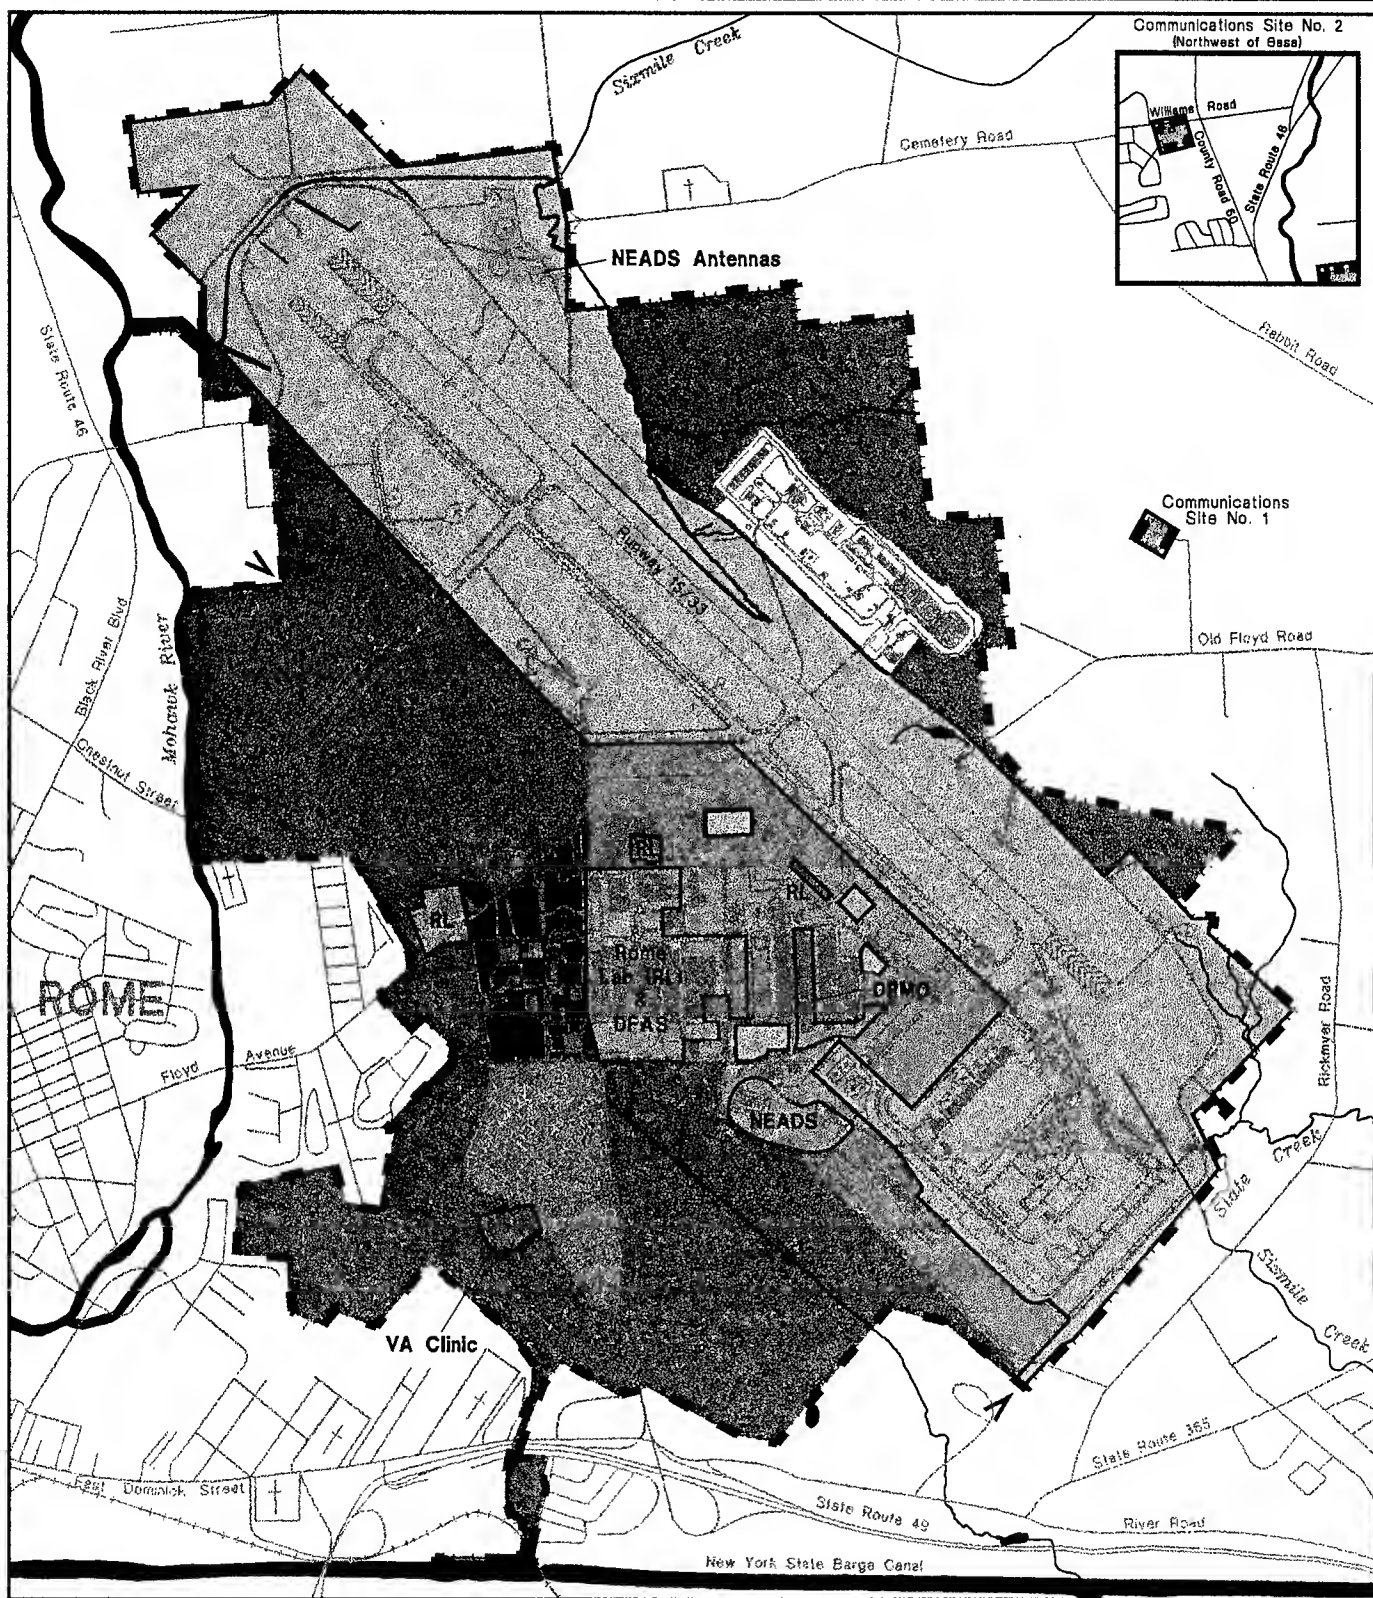 Communications Site No. 2
(Northwest of Base)
Williams Road
County Road 60
State Route 46
Sixmile Creek
Cemetery Road
NEADS Antennas
Rabbit Road
State Route 46
Communications
Site No. 1
Runway 15/33
Old Floyd Road
Black River Blvd
Mohawk River
Chestnut Street
RL
RL
RL
Rome
Lab (RL)
&
DFAS
DRMO
ROME
Floyd Avenue
NEADS
Rickmyer Road
Slate Creek
Sixmile Creek
VA Clinic
State Route 365
East Dominick Street
State Route 49
River Road
New York State Barge Canal